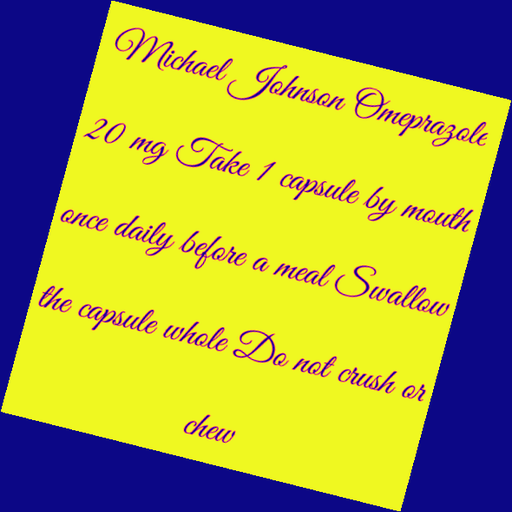 Michael Johnson Omeprazole
20 mg Take 1 capsule by mouth
once daily before a meal Swallow
the capsule whole Do not crush or
chew